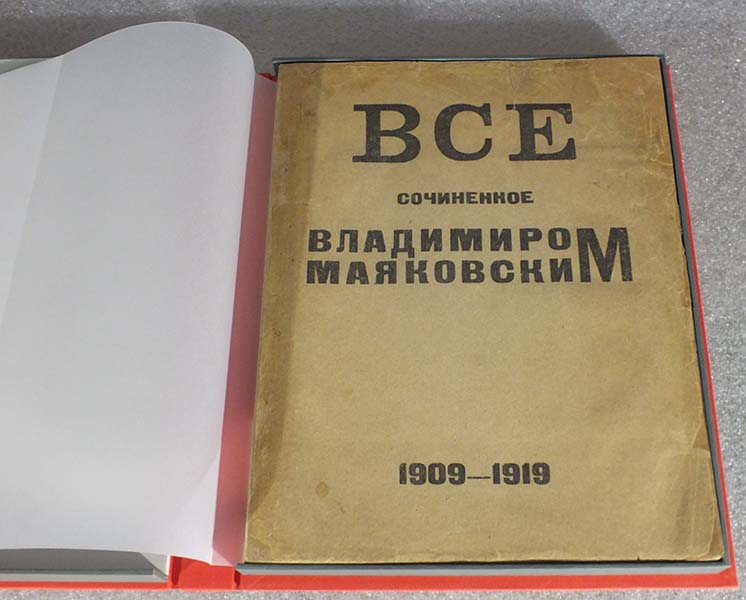 ВСЕ
СОЧИНЕННОЕ
ВЛАДИМИРОМ
МАЯКОВСКИМ
1909—1919